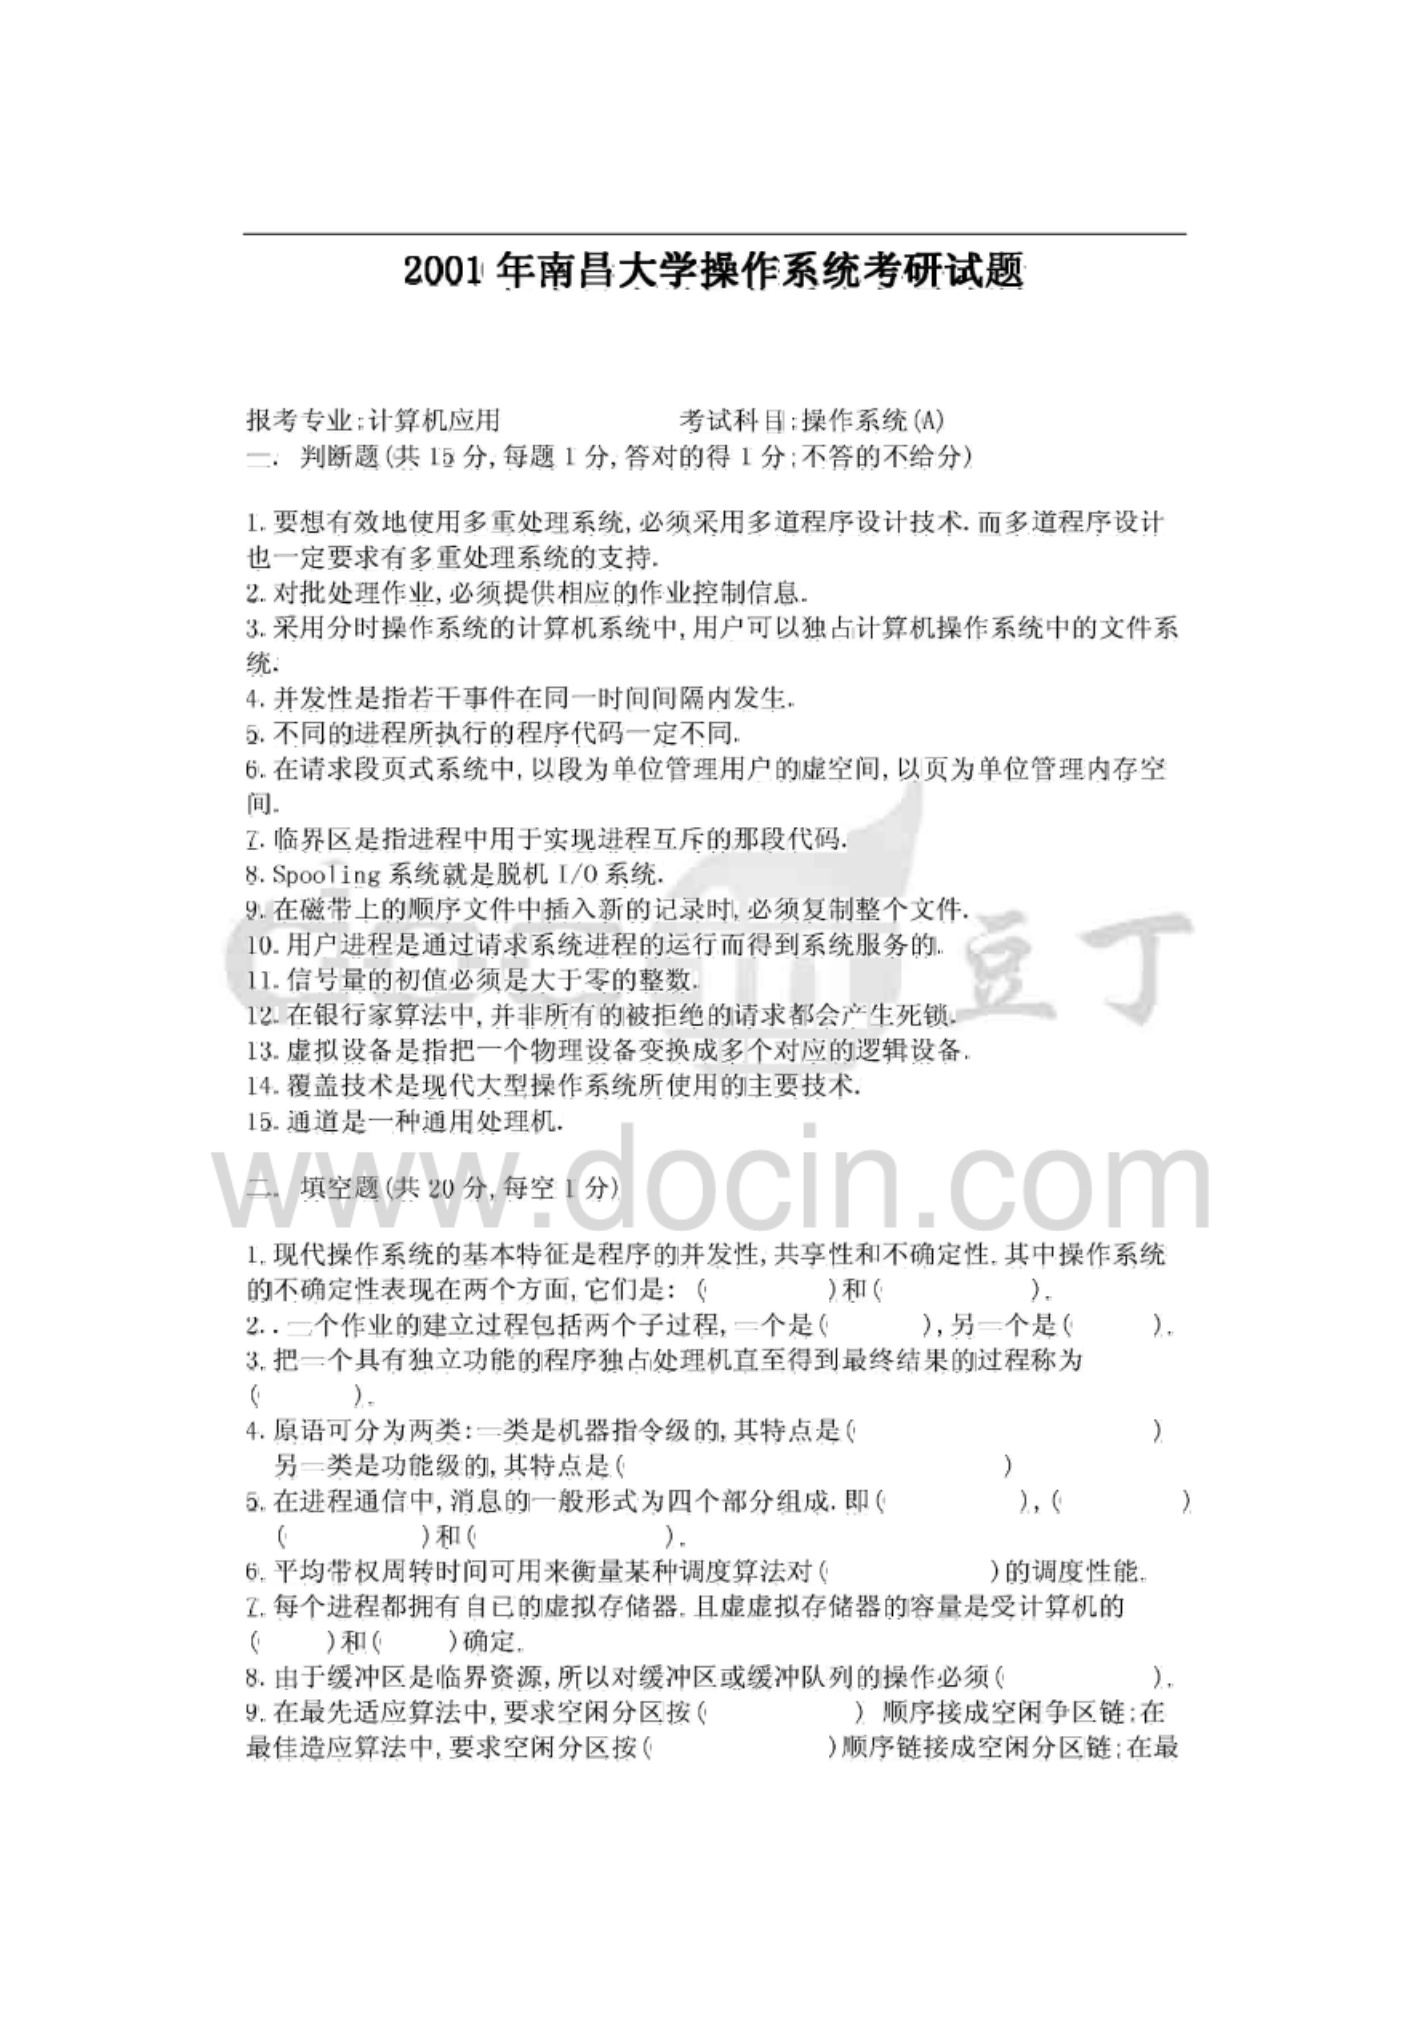 2001 年南昌大学操作系统考研试题
报考专业:计算机应用 考试科目:操作系统(A)
一. 判断题(共 15 分,每题 1 分,答对的得 1 分;不答的不给分)
1.要想有效地使用多重处理系统,必须采用多道程序设计技术.而多道程序设计
也一定要求有多重处理系统的支持.
2.对批处理作业,必须提供相应的作业控制信息.
3.采用分时操作系统的计算机系统中,用户可以独占计算机操作系统中的文件系
统.
4.并发性是指若干事件在同一时间间隔内发生.
5.不同的进程所执行的程序代码一定不同.
6.在请求段页式系统中,以段为单位管理用户的虚空间,以页为单位管理内存空
间.
7.临界区是指进程中用于实现进程互斥的那段代码.
8.Spooling 系统就是脱机 I/O 系统.
9.在磁带上的顺序文件中插入新的记录时,必须复制整个文件.
10.用户进程是通过请求系统进程的运行而得到系统服务的.
11.信号量的初值必须是大于零的整数.
12.在银行家算法中,并非所有的被拒绝的请求都会产生死锁.
13.虚拟设备是指把一个物理设备变换成多个对应的逻辑设备.
14.覆盖技术是现代大型操作系统所使用的主要技术.
15.通道是一种通用处理机.
豆丁
www.docin.com
二. 填空题(共 20 分,每空 1 分)
1.现代操作系统的基本特征是程序的并发性,共享性和不确定性.其中操作系统
的不确定性表现在两个方面,它们是: ( )和( ).
2..一个作业的建立过程包括两个子过程,一个是( ),另一个是( ).
3.把一个具有独立功能的程序独占处理机直至得到最终结果的过程称为
( ).
4.原语可分为两类:一类是机器指令级的,其特点是( )
另一类是功能级的,其特点是( )
5.在进程通信中,消息的一般形式为四个部分组成.即( ),( )
( )和( ).
6.平均带权周转时间可用来衡量某种调度算法对( )的调度性能.
7.每个进程都拥有自已的虚拟存储器.且虚虚拟存储器的容量是受计算机的
( )和( )确定.
8.由于缓冲区是临界资源,所以对缓冲区或缓冲队列的操作必须( ).
9.在最先适应算法中,要求空闲分区按( ) 顺序接成空闲争区链;在
最佳造应算法中,要求空闲分区按( )顺序链接成空闲分区链;在最